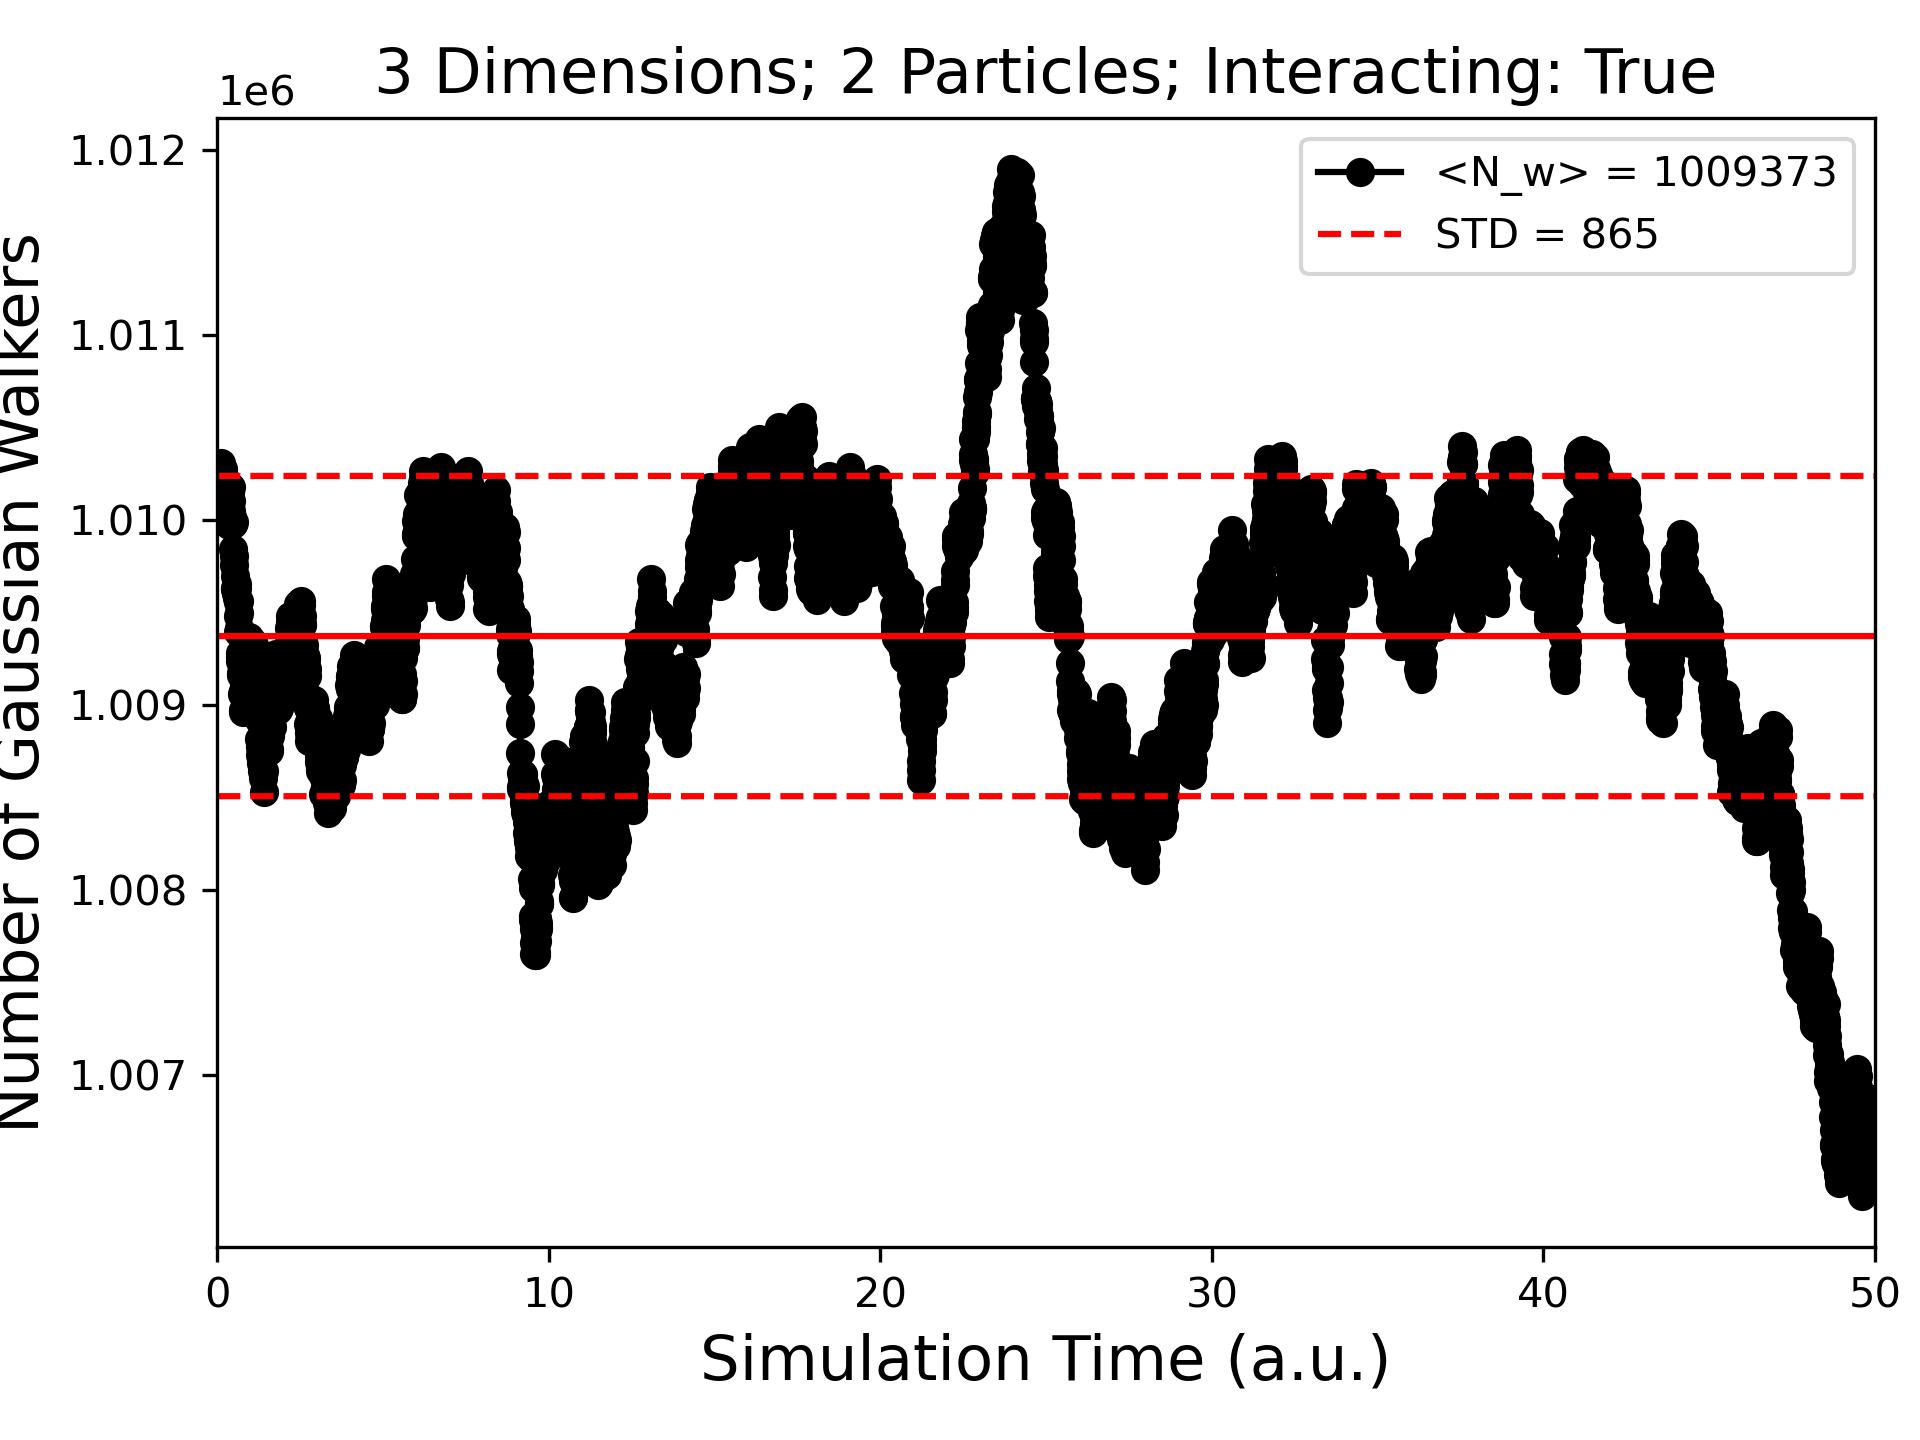 3 Dimensions; 2 Particles; Interacting: True
1e6
<N_w> = 1009373
STD = 865
1.012
1.011
1.010
1.009
1.008
1.007
Number of Gaussian Walkers
0 10 20 30 40 50
Simulation Time (a.u.)